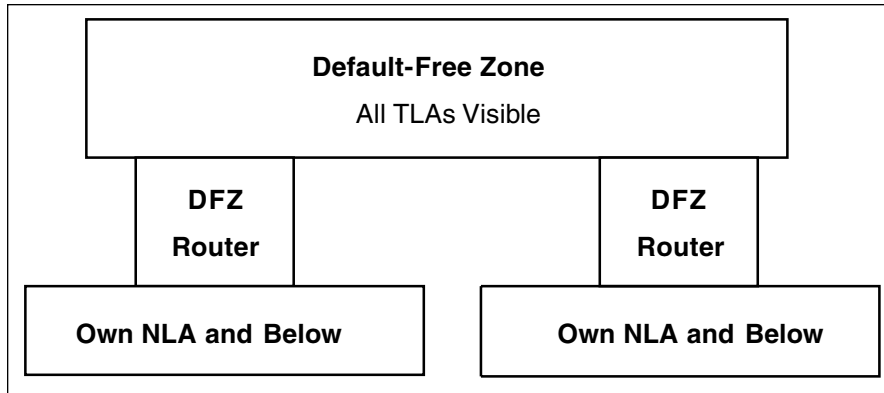 Default-Free Zone
All TLAs Visible
DFZ
Router
DFZ
Router
Own NLA and Below
Own NLA and Below